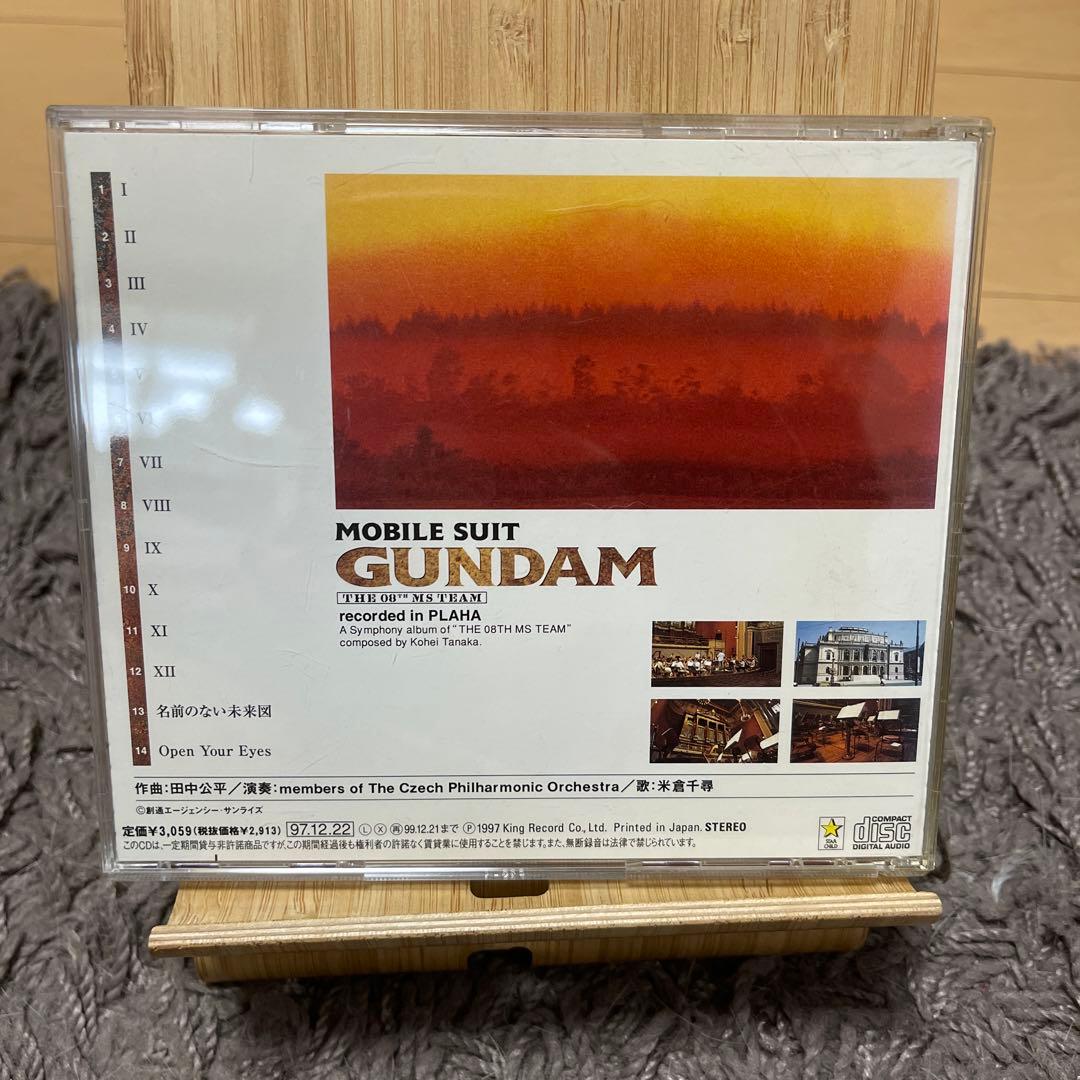 1 I
2 II
3 III
4 IV
V
VI
7 VII
8 VIII
9 IX
10 X
11 XI
12 XII
13 名前のない未来図
14 Open Your Eyes
MOBILE SUIT
GUNDAM
THE 08TH MS TEAM
recorded in PLAHA
A Symphony album of "THE 08TH MS TEAM"
composed by Kohei Tanaka.
作曲:田中公平/演奏:members of The Czech Philharmonic Orchestra/歌:米倉千尋
©創通エージェンシー・サンライズ
定価¥3,059(税抜価格¥2,913) 97.12.22 Ⓛ Ⓧ 再 99.12.21まで Ⓟ1997 King Record Co., Ltd. Printed in Japan. STEREO
このCDは、一定期間貸与非許諾商品ですが、この期間経過後も権利者の許諾なく賃貸業に使用することを禁じます。また、無断録音は法律で禁じられています。
STAR CHILD
COMPACT
disc
DIGITAL AUDIO